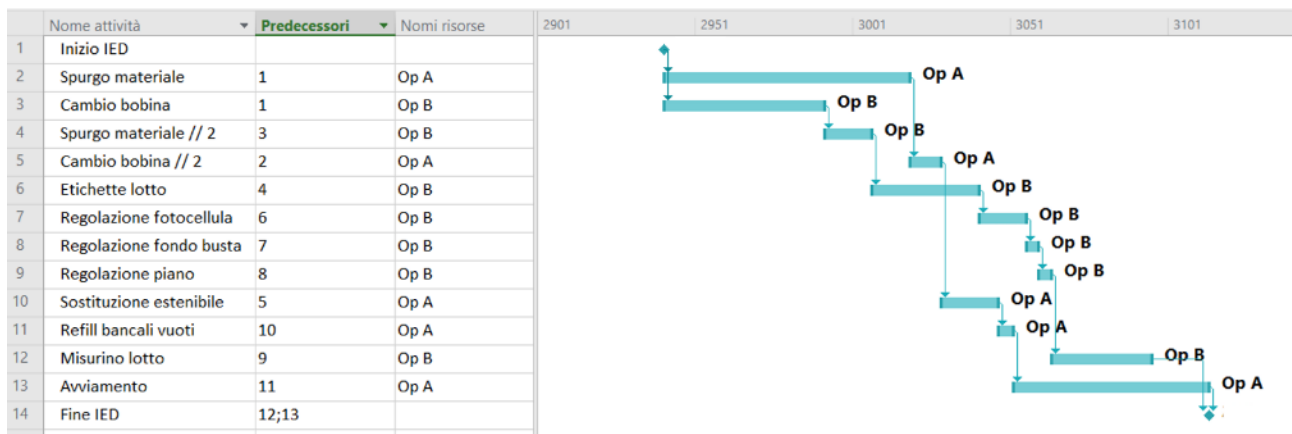 Nome attività Predecessori Nomi risorse 2901 2951 3001 3051 3101
1 Inizio IED
2 Spurgo materiale 1 Op A Op A
3 Cambio bobina 1 Op B Op B
4 Spurgo materiale // 2 3 Op B Op B
5 Cambio bobina // 2 2 Op A Op A
6 Etichette lotto 4 Op B Op B
7 Regolazione fotocellula 6 Op B Op B
8 Regolazione fondo busta 7 Op B Op B
9 Regolazione piano 8 Op B Op B
10 Sostituzione estenibile 5 Op A Op A
11 Refill bancali vuoti 10 Op A Op A
12 Misurino lotto 9 Op B Op B
13 Avviamento 11 Op A Op A
14 Fine IED 12;13